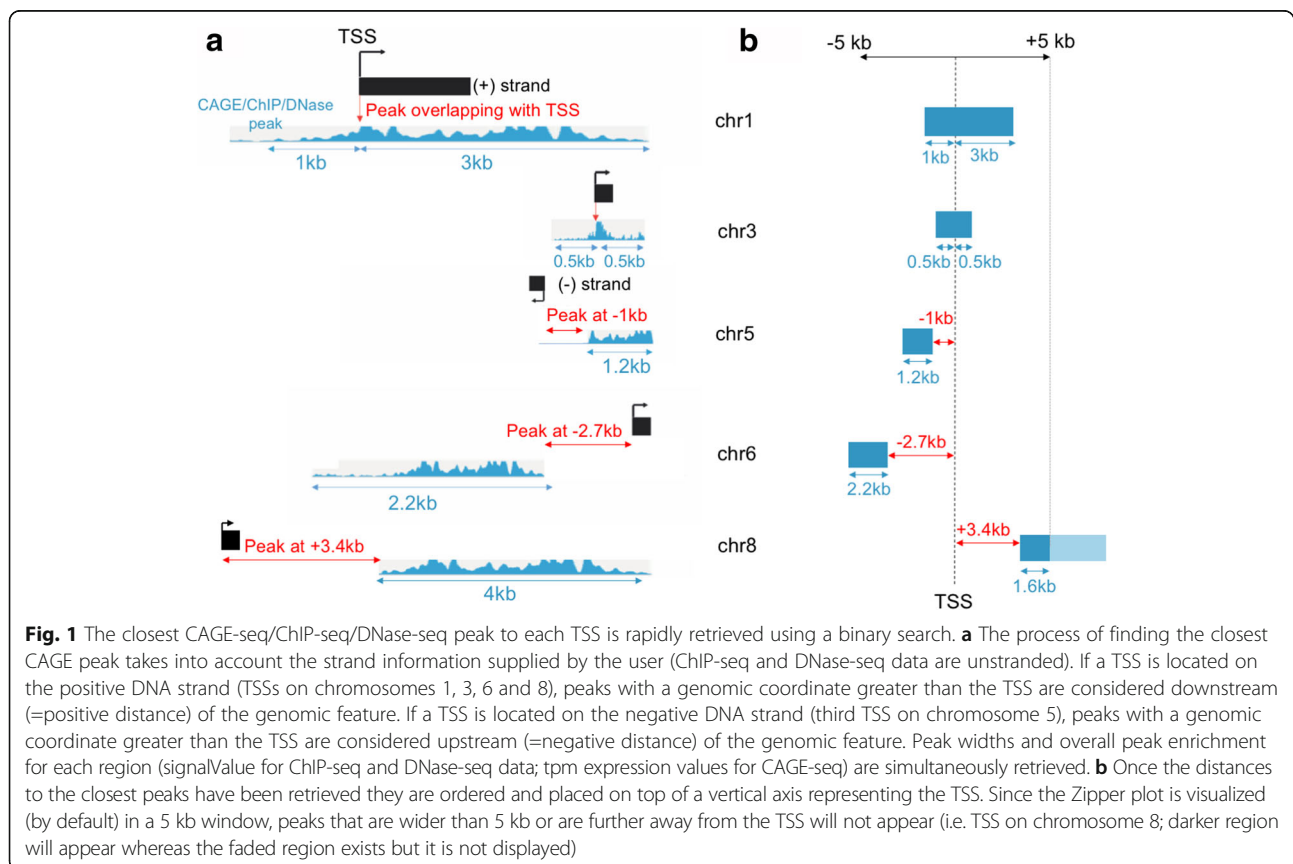 a
TSS
(+) strand
CAGE/ChIP/DNase
peak
Peak overlapping with TSS
1kb
3kb
0.5kb
0.5kb
(-) strand
Peak at -1kb
1.2kb
Peak at -2.7kb
2.2kb
Peak at +3.4kb
4kb
b
-5 kb
+5 kb
chr1
1kb
3kb
chr3
0.5kb
0.5kb
chr5
-1kb
1.2kb
chr6
-2.7kb
2.2kb
chr8
+3.4kb
1.6kb
TSS
Fig. 1 The closest CAGE-seq/ChIP-seq/DNase-seq peak to each TSS is rapidly retrieved using a binary search. a The process of finding the closest
CAGE peak takes into account the strand information supplied by the user (ChIP-seq and DNase-seq data are unstranded). If a TSS is located on
the positive DNA strand (TSSs on chromosomes 1, 3, 6 and 8), peaks with a genomic coordinate greater than the TSS are considered downstream
(=positive distance) of the genomic feature. If a TSS is located on the negative DNA strand (third TSS on chromosome 5), peaks with a genomic
coordinate greater than the TSS are considered upstream (=negative distance) of the genomic feature. Peak widths and overall peak enrichment
for each region (signalValue for ChIP-seq and DNase-seq data; tpm expression values for CAGE-seq) are simultaneously retrieved. b Once the distances
to the closest peaks have been retrieved they are ordered and placed on top of a vertical axis representing the TSS. Since the Zipper plot is visualized
(by default) in a 5 kb window, peaks that are wider than 5 kb or are further away from the TSS will not appear (i.e. TSS on chromosome 8; darker region
will appear whereas the faded region exists but it is not displayed)